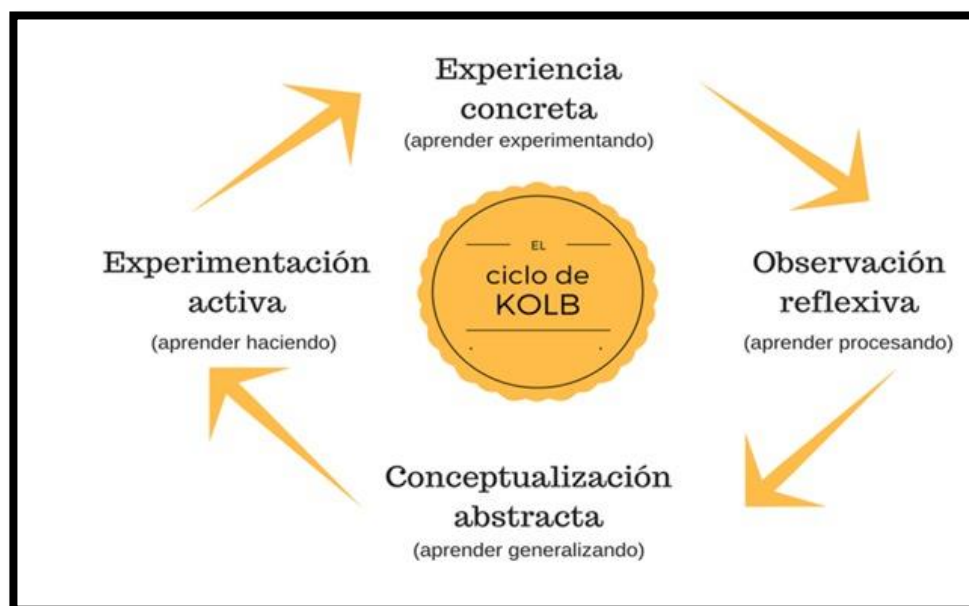 Experiencia
concreta
(aprender experimentando)
EL
ciclo de
KOLB
Experimentación
activa
(aprender haciendo)
Observación
reflexiva
(aprender procesando)
Conceptualización
abstracta
(aprender generalizando)